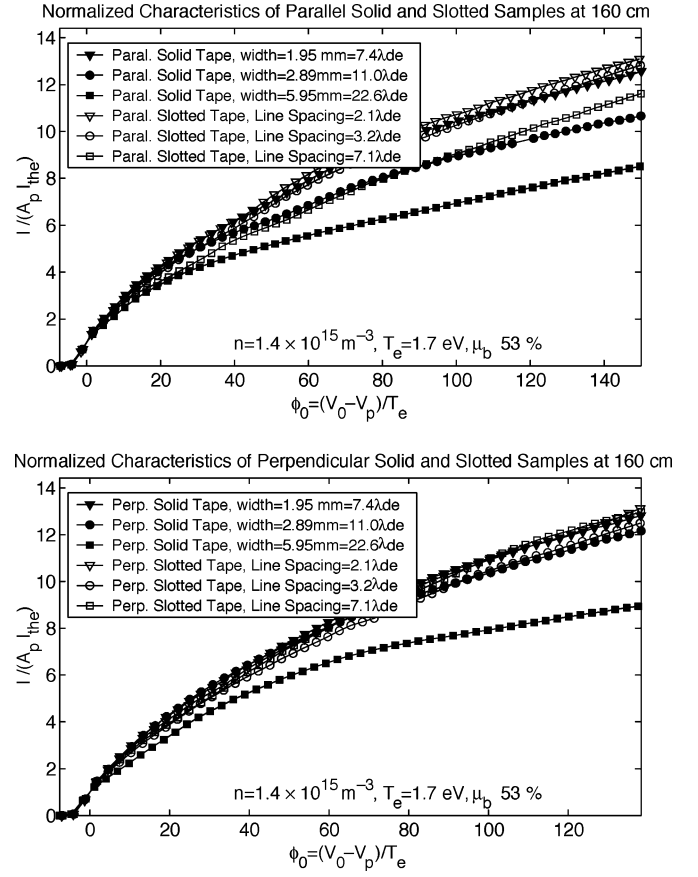 Normalized Characteristics of Parallel Solid and Slotted Samples at 160 cm
14
12
10
8
6
4
2
0
I /(Ap Ithe)
Paral. Solid Tape, width=1.95 mm=7.4λde
Paral. Solid Tape, width=2.89mm=11.0λde
Paral. Solid Tape, width=5.95mm=22.6λde
Paral. Slotted Tape, Line Spacing=2.1λde
Paral. Slotted Tape, Line Spacing=3.2λde
Paral. Slotted Tape, Line Spacing=7.1λde
n=1.4 × 10^15 m^−3, Te=1.7 eV, μb 53 %
0 20 40 60 80 100 120 140
ϕ0=(V0−Vp)/Te
Normalized Characteristics of Perpendicular Solid and Slotted Samples at 160 cm
14
12
10
8
6
4
2
0
I /(Ap Ithe)
Perp. Solid Tape, width=1.95 mm=7.4λde
Perp. Solid Tape, width=2.89mm=11.0λde
Perp. Solid Tape, width=5.95mm=22.6λde
Perp. Slotted Tape, Line Spacing=2.1λde
Perp. Slotted Tape, Line Spacing=3.2λde
Perp. Slotted Tape, Line Spacing=7.1λde
n=1.4 × 10^15 m^−3, Te=1.7 eV, μb 53 %
0 20 40 60 80 100 120
ϕ0=(V0−Vp)/Te